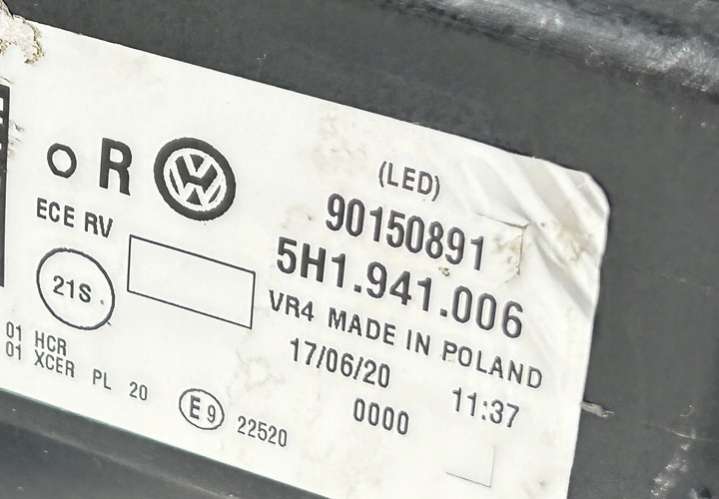 (LED)
O R VW
90150891
ECE RV
5H1.941.006
21S
VR4 MADE IN POLAND
17/06/20 11:37
01 HCR
01 XCER PL 20
E9 22520
0000